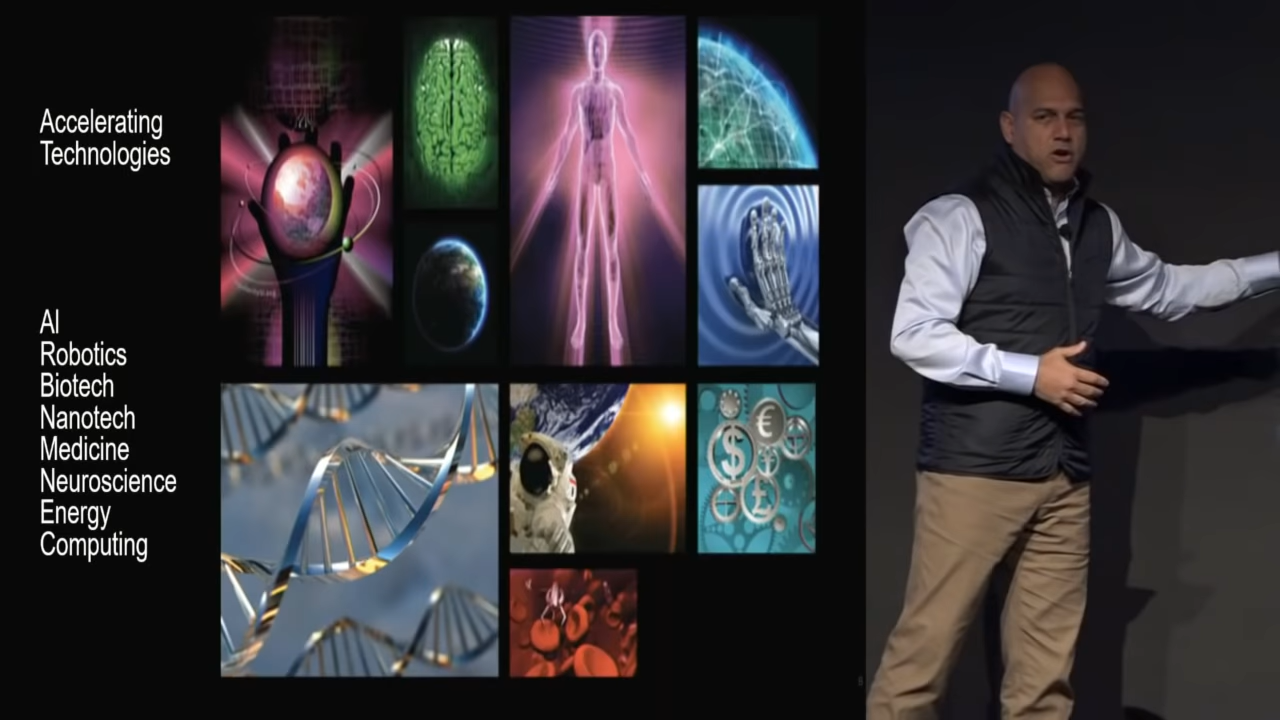 Accelerating
Technologies
AI
Robotics
Biotech
Nanotech
Medicine
Neuroscience
Energy
Computing
$
€
£